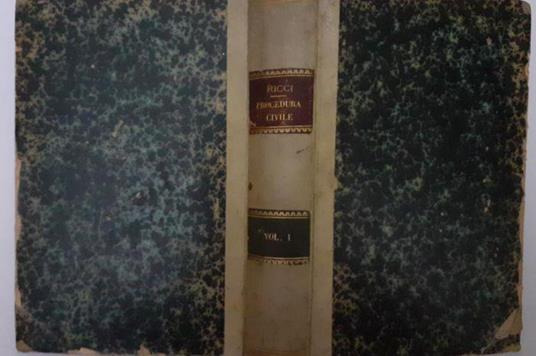 RICCI
PROCEDURA
CIVILE
VOL. I